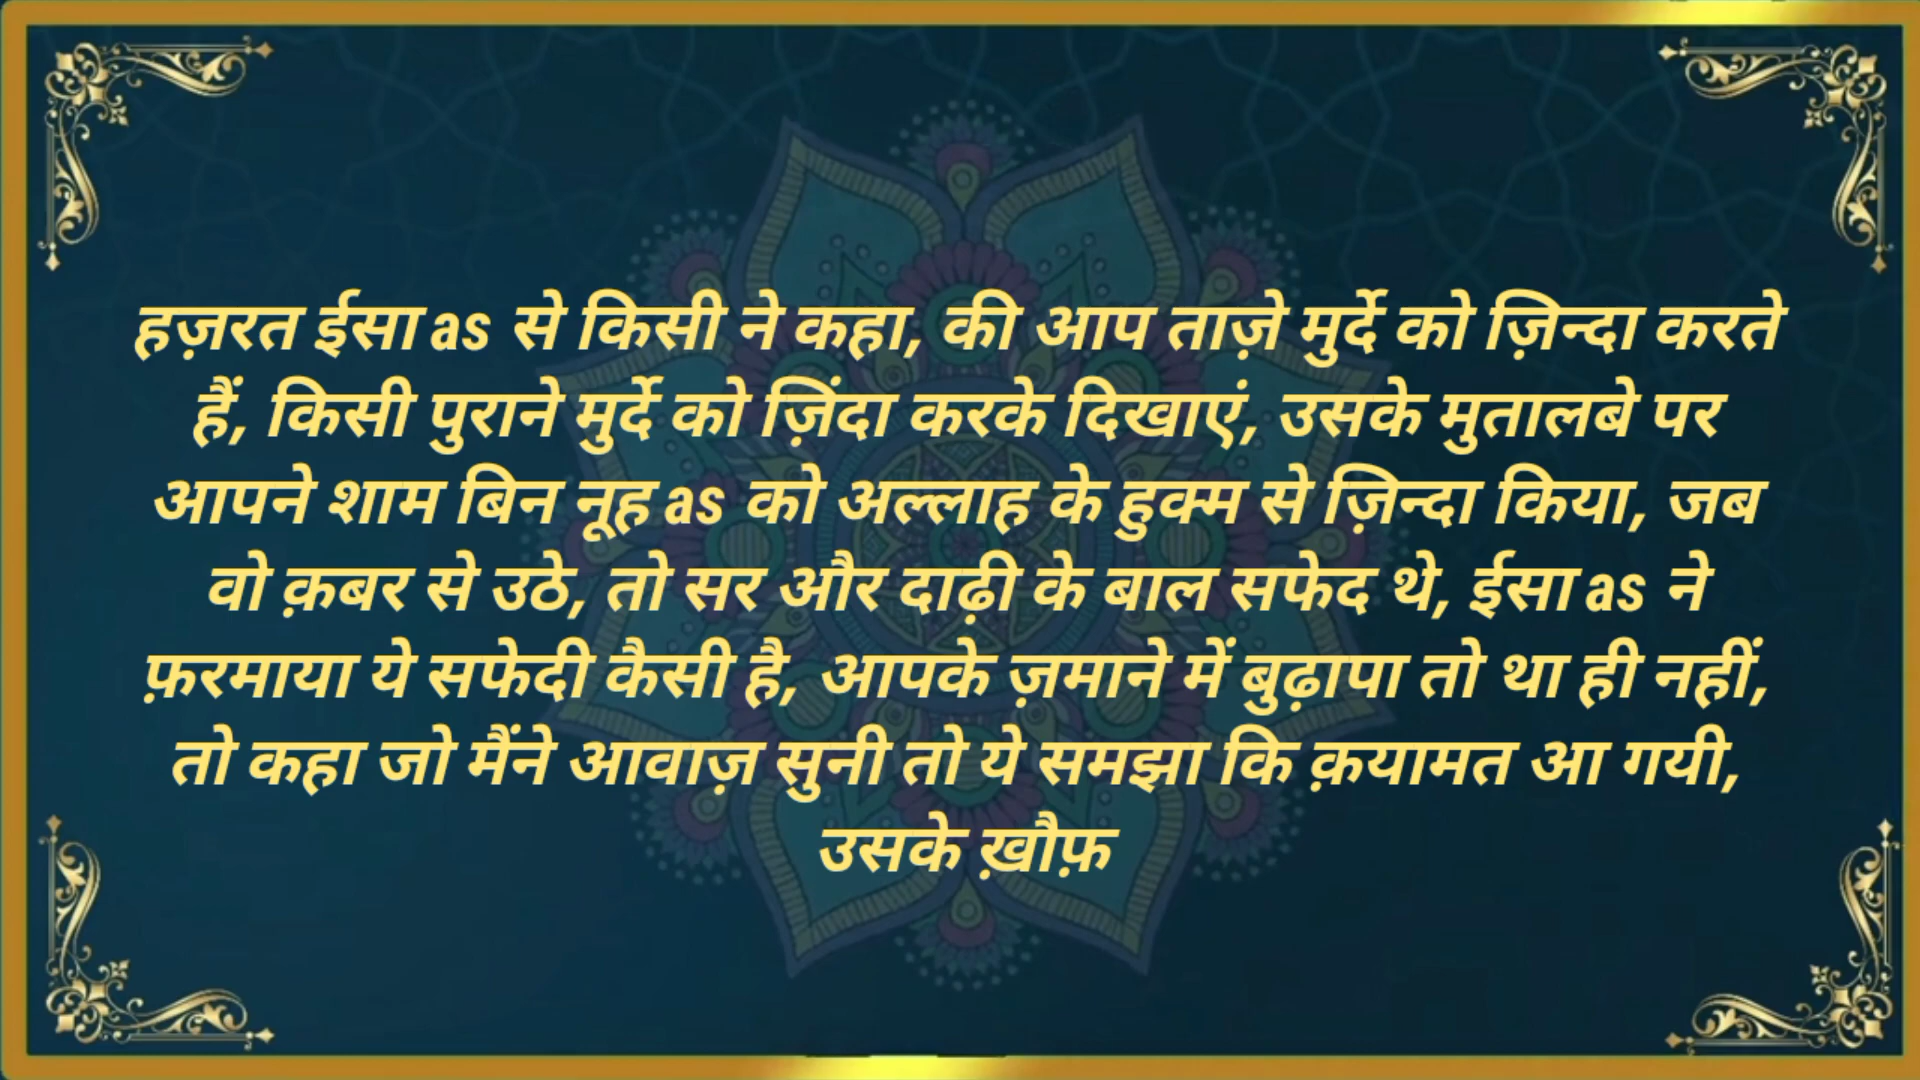 हज़रत ईसा as से किसी ने कहा, की आप ताज़े मुर्दे को ज़िन्दा करते
हैं, किसी पुराने मुर्दे को ज़िंदा करके दिखाएं, उसके मुतालबे पर
आपने शाम बिन नूह as को अल्लाह के हुक्म से ज़िन्दा किया, जब
वो क़बर से उठे, तो सर और दाढ़ी के बाल सफेद थे, ईसा as ने
फ़रमाया ये सफेदी कैसी है, आपके ज़माने में बुढ़ापा तो था ही नहीं,
तो कहा जो मैंने आवाज़ सुनी तो ये समझा कि क़यामत आ गयी,
उसके ख़ौफ़